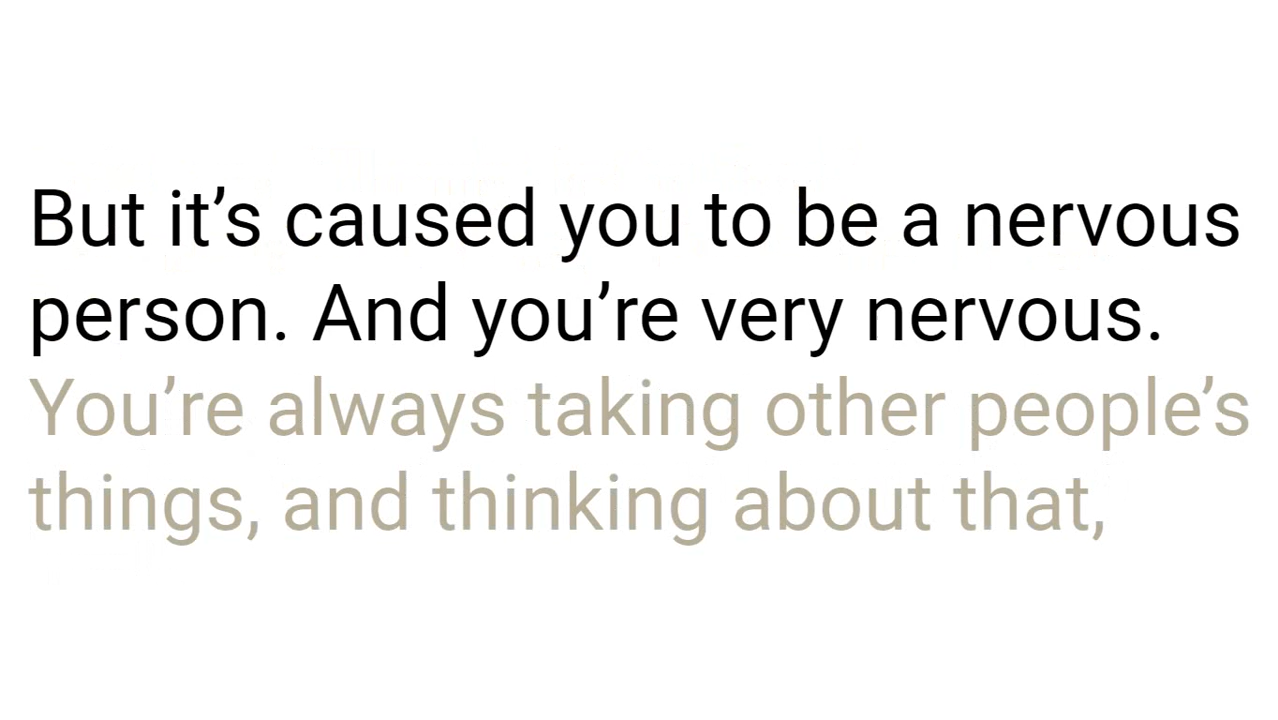 But it’s caused you to be a nervous
person. And you’re very nervous.
You’re always taking other people’s
things, and thinking about that,